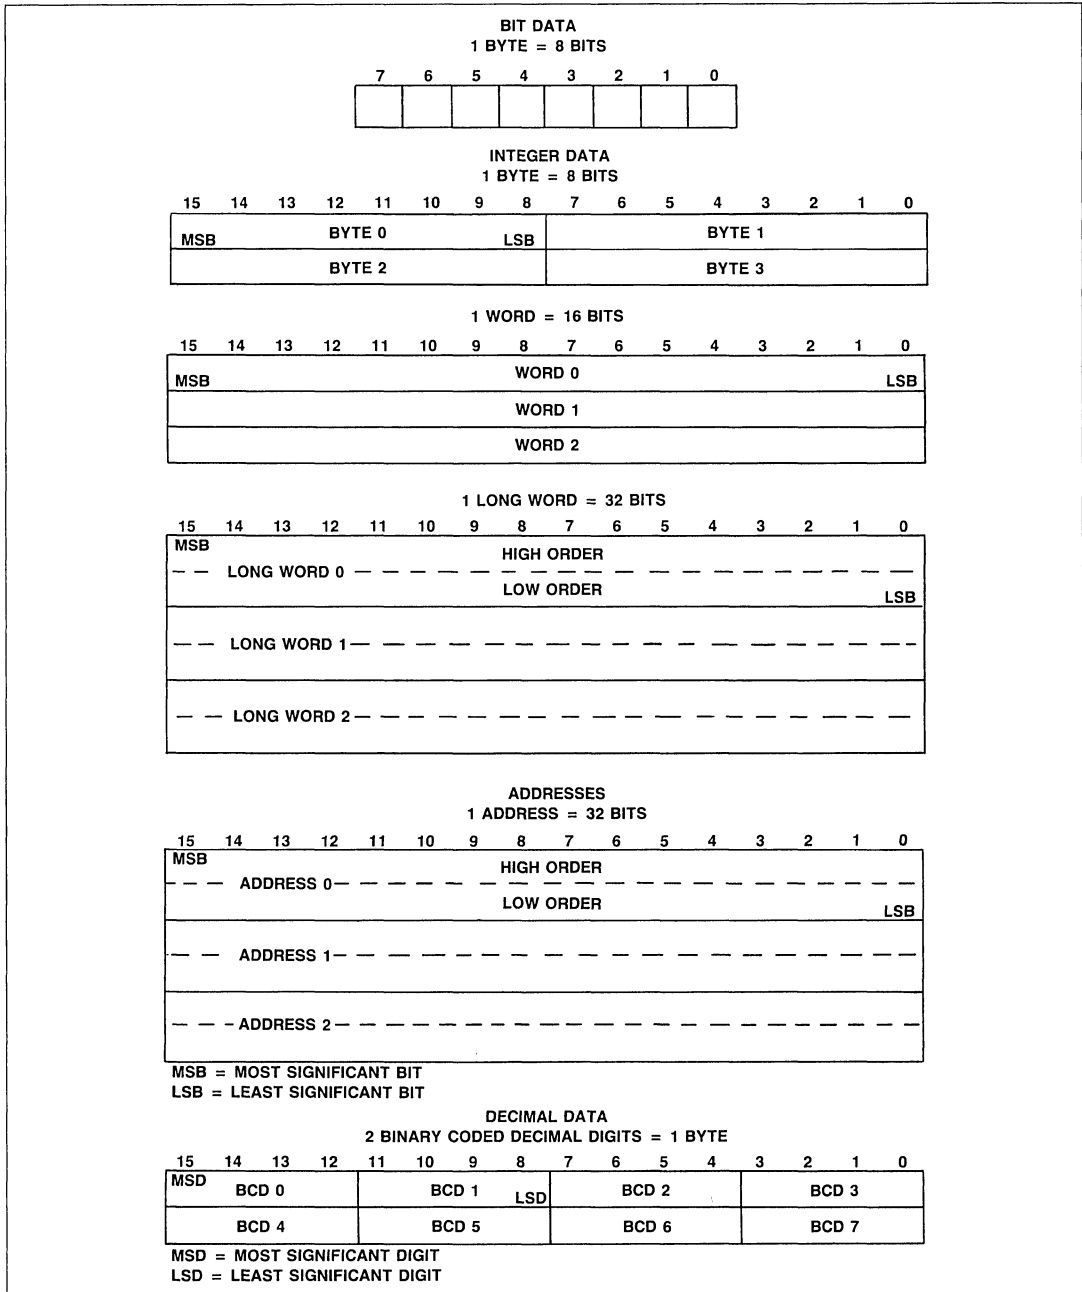 BIT DATA
1 BYTE = 8 BITS
7 6 5 4 3 2 1 0
INTEGER DATA
1 BYTE = 8 BITS
15 14 13 12 11 10 9 8 7 6 5 4 3 2 1 0
MSB BYTE 0 LSB BYTE 1
BYTE 2 BYTE 3
1 WORD = 16 BITS
15 14 13 12 11 10 9 8 7 6 5 4 3 2 1 0
MSB WORD 0 LSB
WORD 1
WORD 2
1 LONG WORD = 32 BITS
15 14 13 12 11 10 9 8 7 6 5 4 3 2 1 0
MSB HIGH ORDER
LONG WORD 0
LOW ORDER LSB
LONG WORD 1
LONG WORD 2
ADDRESSES
1 ADDRESS = 32 BITS
15 14 13 12 11 10 9 8 7 6 5 4 3 2 1 0
MSB HIGH ORDER
ADDRESS 0
LOW ORDER LSB
ADDRESS 1
ADDRESS 2
MSB = MOST SIGNIFICANT BIT
LSB = LEAST SIGNIFICANT BIT
DECIMAL DATA
2 BINARY CODED DECIMAL DIGITS = 1 BYTE
15 14 13 12 11 10 9 8 7 6 5 4 3 2 1 0
MSD BCD 0 BCD 1 LSD BCD 2 BCD 3
BCD 4 BCD 5 BCD 6 BCD 7
MSD = MOST SIGNIFICANT DIGIT
LSD = LEAST SIGNIFICANT DIGIT